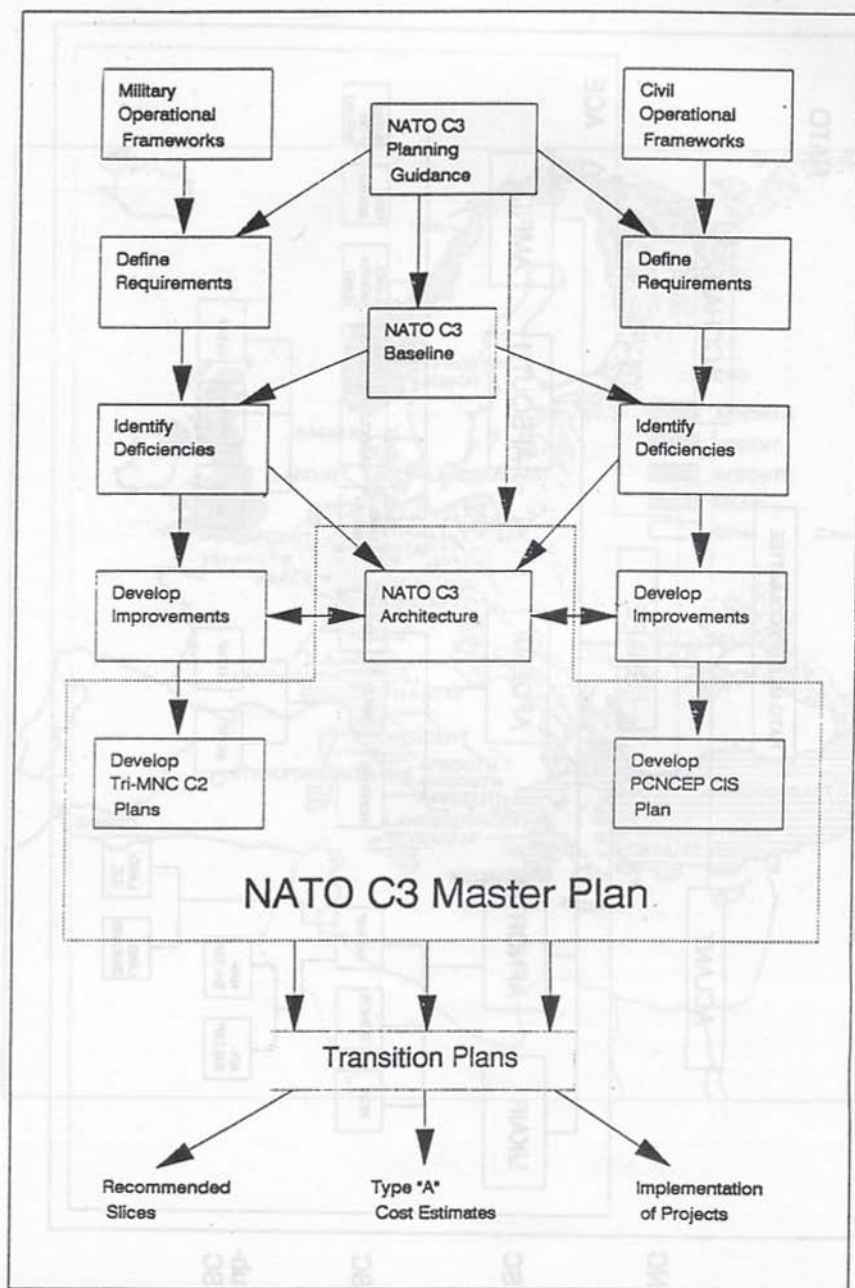 Military
Operational
Frameworks
NATO C3
Planning
Guidance
Civil
Operational
Frameworks
Define
Requirements
Define
Requirements
NATO C3
Baseline
Identify
Deficiencies
Identify
Deficiencies
Develop
Improvements
NATO C3
Architecture
Develop
Improvements
Develop
Tri-MNC C2
Plans
Develop
PCNCEP CIS
Plan
NATO C3 Master Plan
Transition Plans
Recommended
Slices
Type "A"
Cost Estimates
Implementation
of Projects